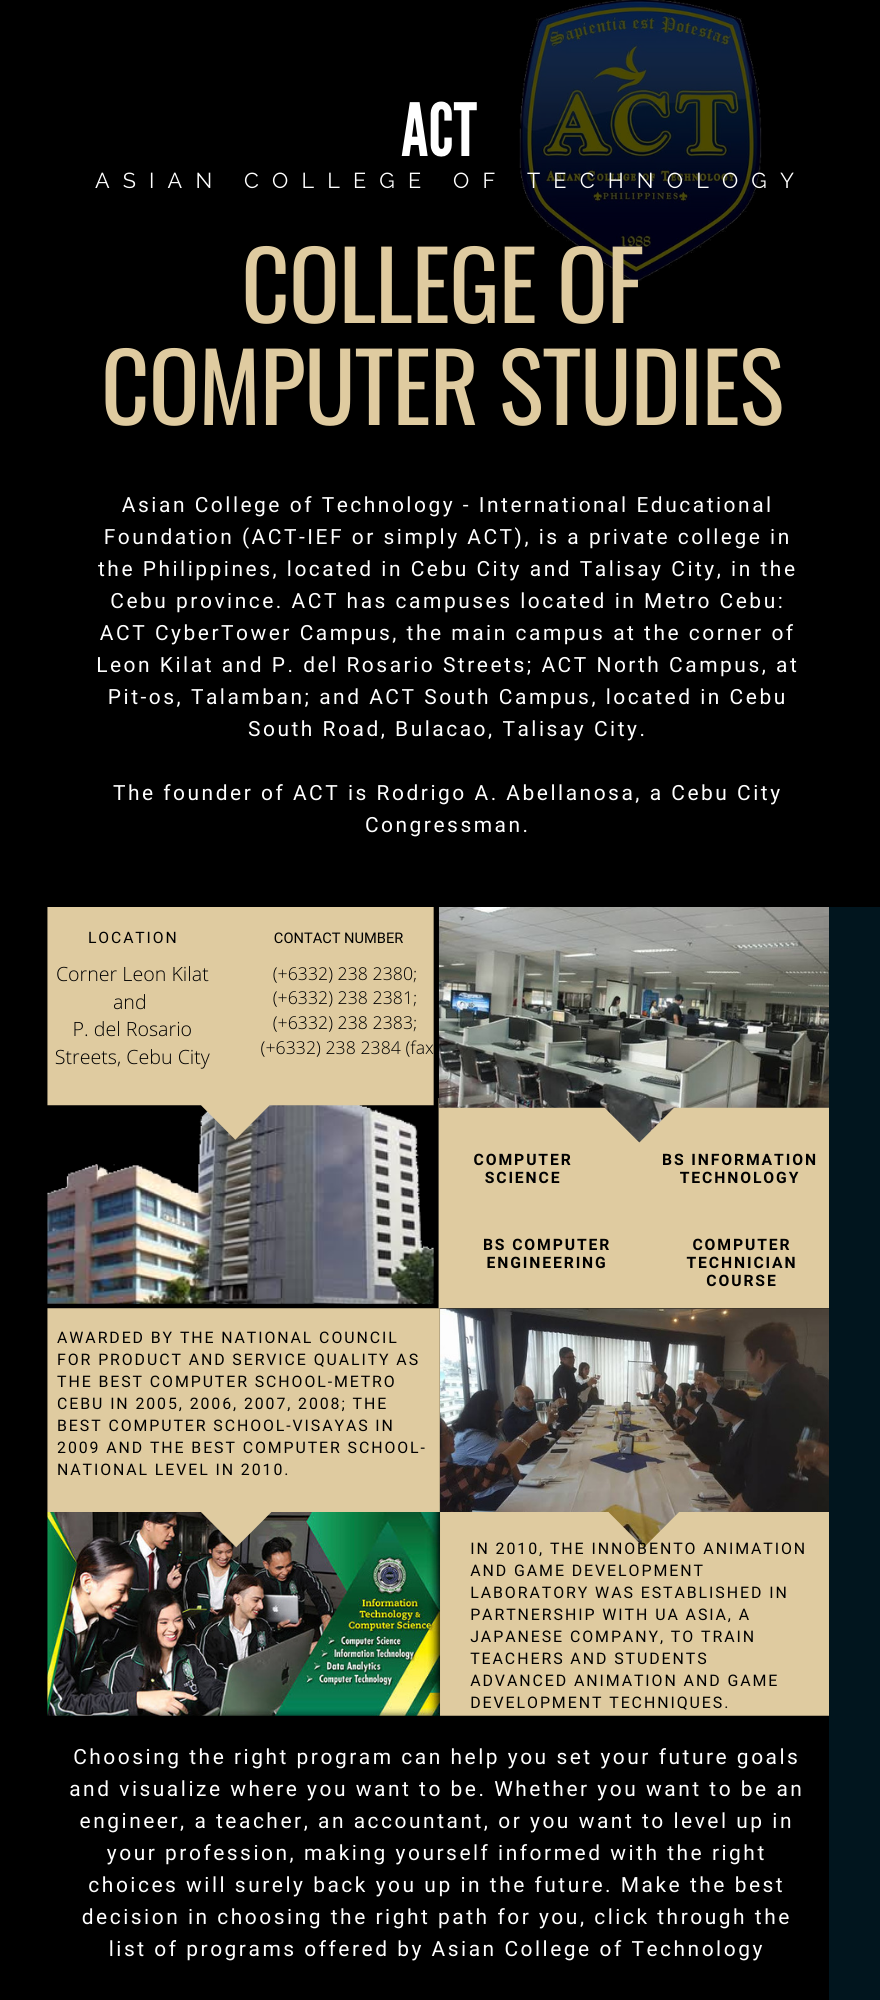 Sapientia est Potestas
ACT
Asian College of Technology
PHILIPPINES
1988
ACT
ASIAN COLLEGE OF TECHNOLOGY
COLLEGE OF
COMPUTER STUDIES
Asian College of Technology - International Educational
Foundation (ACT-IEF or simply ACT), is a private college in
the Philippines, located in Cebu City and Talisay City, in the
Cebu province. ACT has campuses located in Metro Cebu:
ACT CyberTower Campus, the main campus at the corner of
Leon Kilat and P. del Rosario Streets; ACT North Campus, at
Pit-os, Talamban; and ACT South Campus, located in Cebu
South Road, Bulacao, Talisay City.
The founder of ACT is Rodrigo A. Abellanosa, a Cebu City
Congressman.
LOCATION
Corner Leon Kilat
and
P. del Rosario
Streets, Cebu City
CONTACT NUMBER
(+6332) 238 2380;
(+6332) 238 2381;
(+6332) 238 2383;
(+6332) 238 2384 (fax
COMPUTER
SCIENCE
BS INFORMATION
TECHNOLOGY
BS COMPUTER
ENGINEERING
COMPUTER
TECHNICIAN
COURSE
AWARDED BY THE NATIONAL COUNCIL
FOR PRODUCT AND SERVICE QUALITY AS
THE BEST COMPUTER SCHOOL-METRO
CEBU IN 2005, 2006, 2007, 2008; THE
BEST COMPUTER SCHOOL-VISAYAS IN
2009 AND THE BEST COMPUTER SCHOOL-
NATIONAL LEVEL IN 2010.
Information
Technology &
Computer Science
➢ Computer Science
➢ Information Technology
➢ Data Analytics
➢ Computer Technology
IN 2010, THE INNOBENTO ANIMATION
AND GAME DEVELOPMENT
LABORATORY WAS ESTABLISHED IN
PARTNERSHIP WITH UA ASIA, A
JAPANESE COMPANY, TO TRAIN
TEACHERS AND STUDENTS
ADVANCED ANIMATION AND GAME
DEVELOPMENT TECHNIQUES.
Choosing the right program can help you set your future goals
and visualize where you want to be. Whether you want to be an
engineer, a teacher, an accountant, or you want to level up in
your profession, making yourself informed with the right
choices will surely back you up in the future. Make the best
decision in choosing the right path for you, click through the
list of programs offered by Asian College of Technology